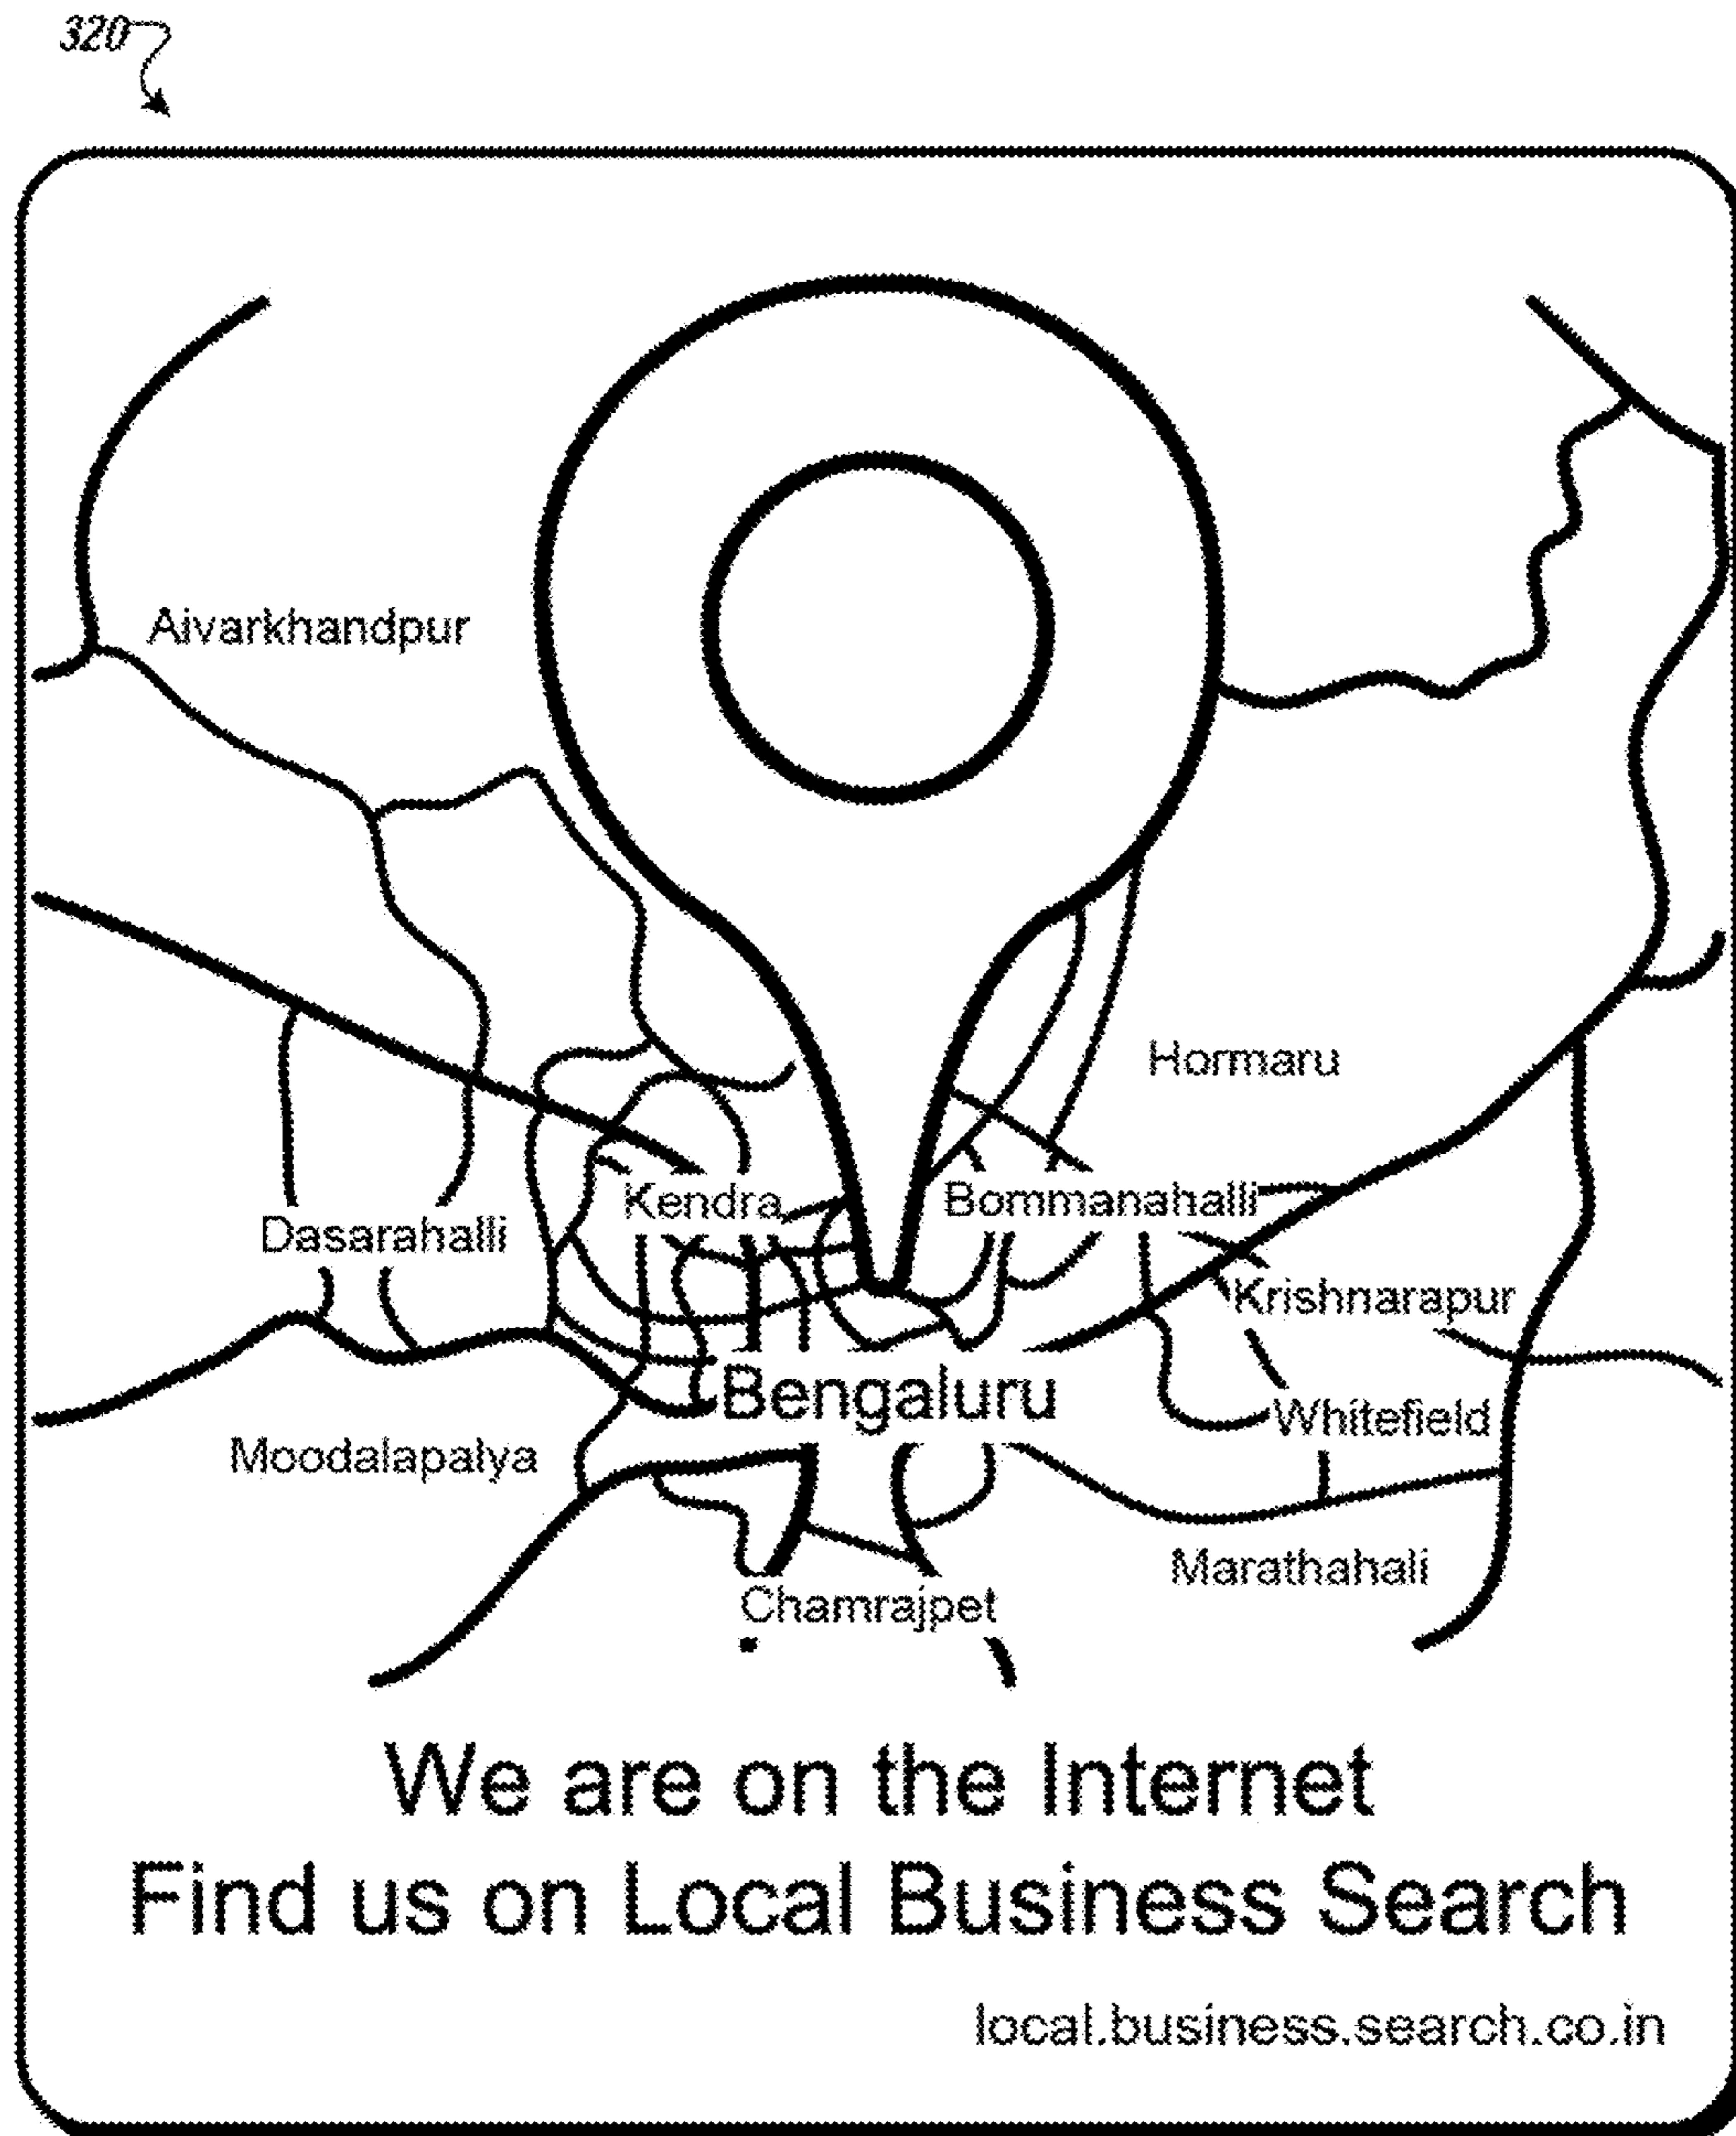 320
Aivarkhandpur
Hormaru
Kendra
Bommanahalli
Dasarahalli
Krishnarapur
Bengaluru
Whitefield
Moodalapalya
Marathahali
Chamrajpet
We are on the Internet
Find us on Local Business Search
local.business.search.co.in